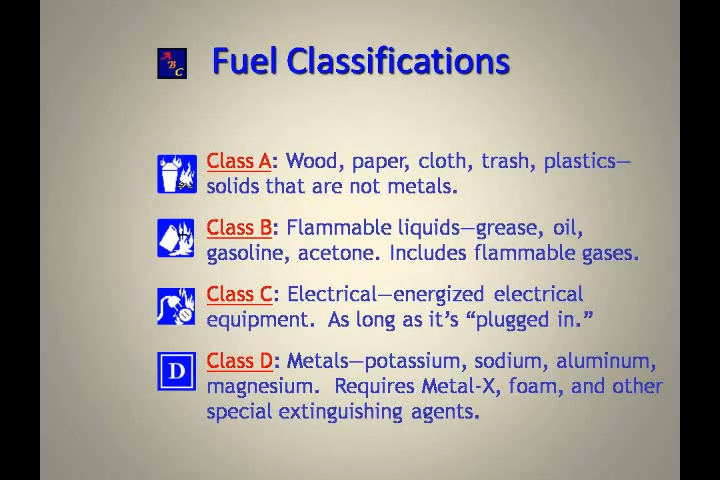 A
B
C
Fuel Classifications
Class A: Wood, paper, cloth, trash, plastics—
solids that are not metals.
Class B: Flammable liquids—grease, oil,
gasoline, acetone. Includes flammable gases.
Class C: Electrical—energized electrical
equipment. As long as it's “plugged in.”
D
Class D: Metals—potassium, sodium, aluminum,
magnesium. Requires Metal-X, foam, and other
special extinguishing agents.